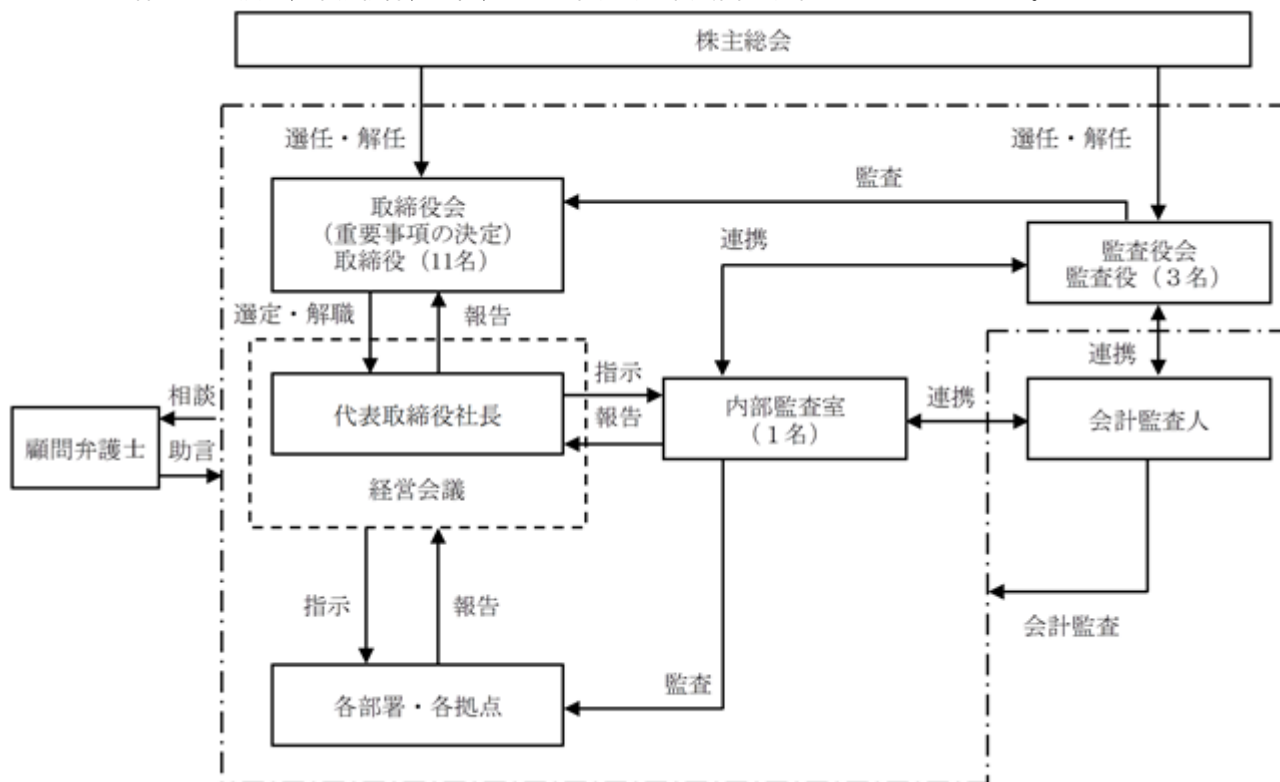 株主総会
選任・解任
選任・解任
監査
取締役会
（重要事項の決定）
取締役（11名）
連携
監査役会
監査役（３名）
選定・解職
報告
連携
指示
代表取締役社長
報告
内部監査室
（１名）
連携
会計監査人
相談
顧問弁護士
助言
経営会議
指示
報告
会計監査
各部署・各拠点
監査